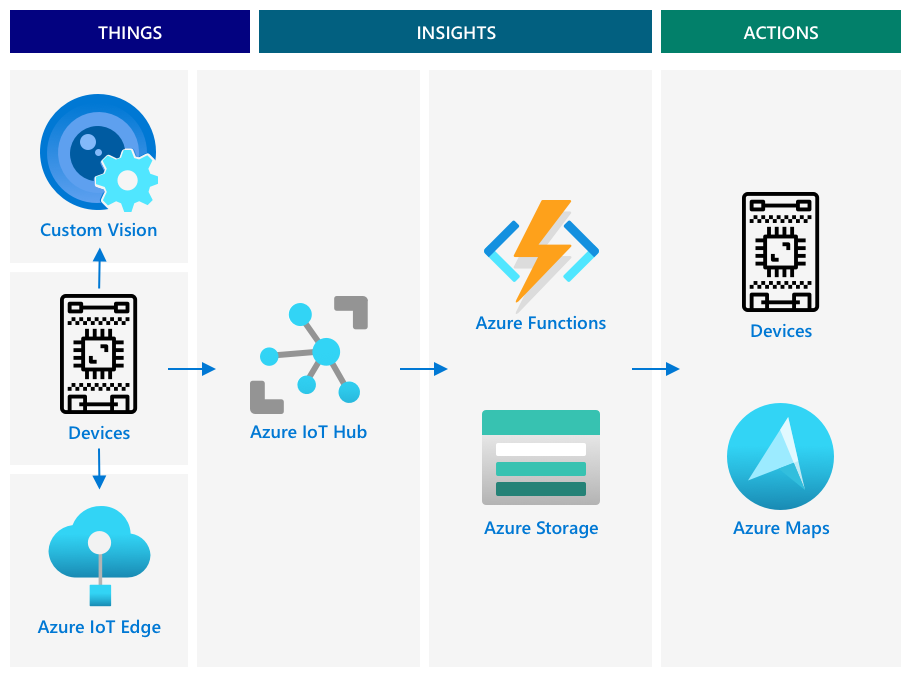 THINGS
INSIGHTS
ACTIONS
Custom Vision
Devices
Azure IoT Edge
Azure IoT Hub
Azure Functions
Azure Storage
Devices
Azure Maps